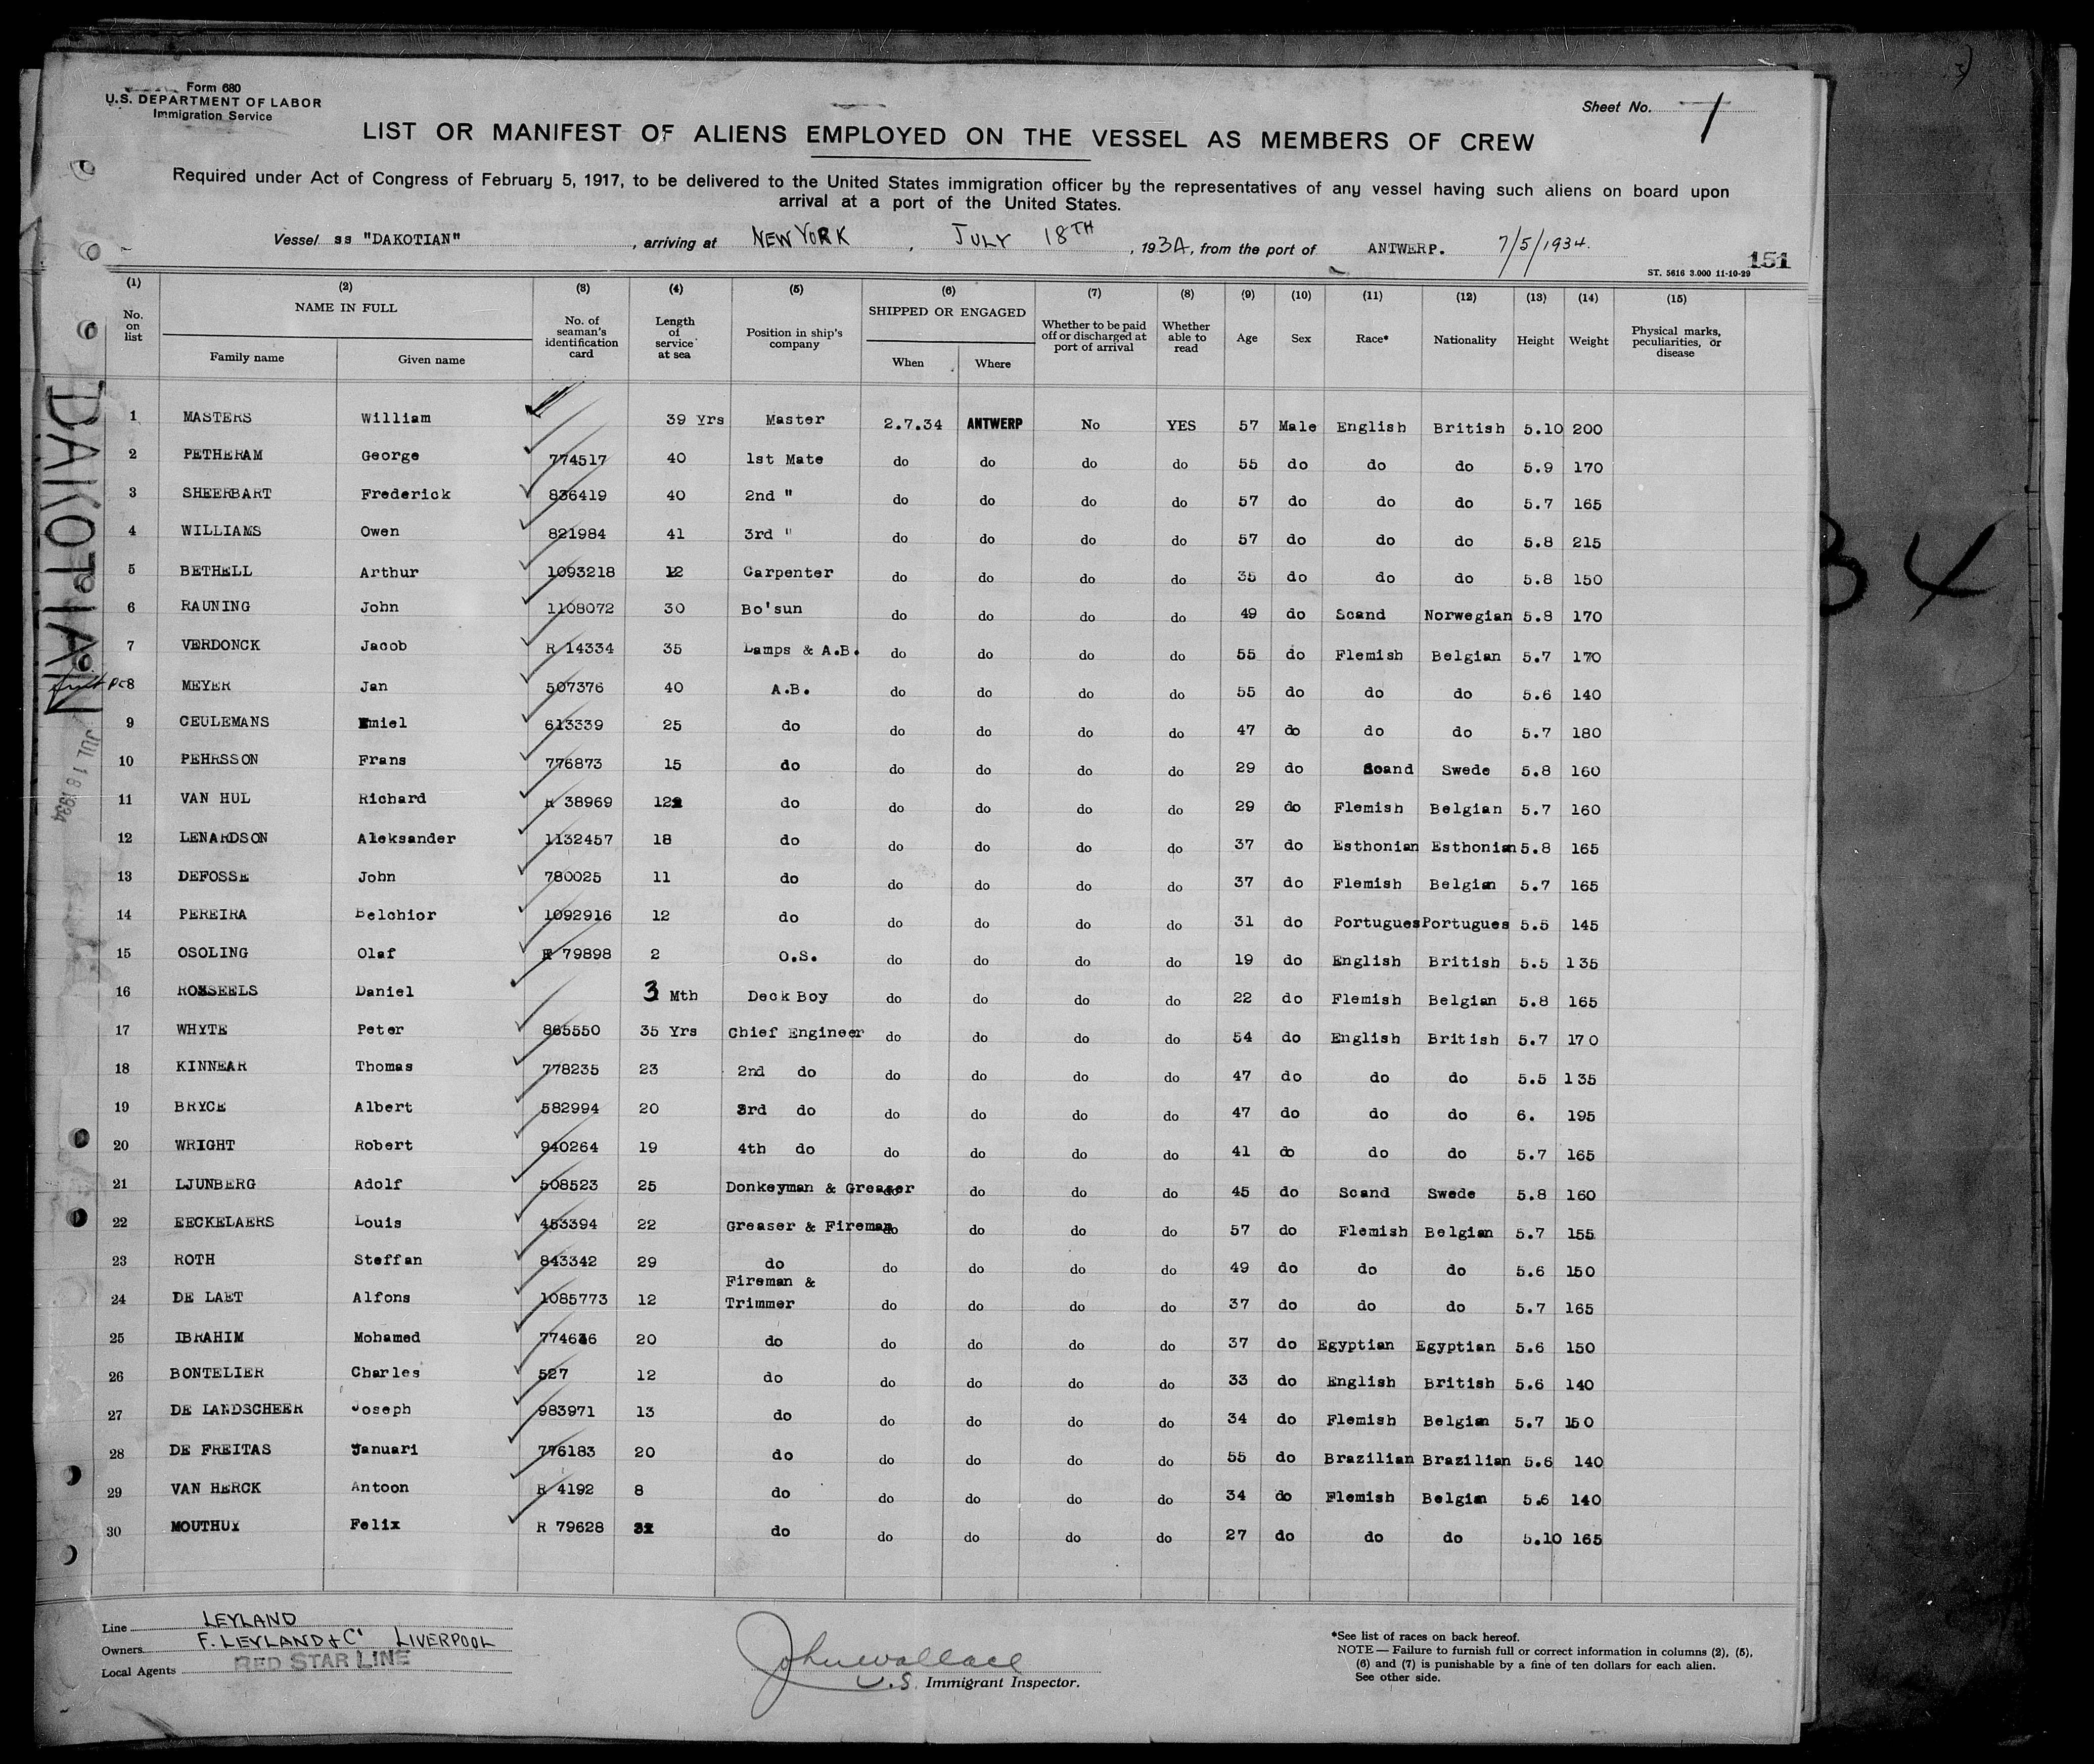 Form 680
U.S. DEPARTMENT OF LABOR
Immigration Service
Sheet No. 1
LIST OR MANIFEST OF ALIENS EMPLOYED ON THE VESSEL AS MEMBERS OF CREW
Required under Act of Congress of February 5, 1917, to be delivered to the United States immigration officer by the representatives of any vessel having such aliens on board upon
arrival at a port of the United States.
Vessel ss "DAKOTIAN", arriving at NEW YORK, JULY 18TH, 1934, from the port of ANTWERP. 7/5/1934.
ST. 5616 3.000 11-10-29 151
(1) (2) (3) (4) (5) (6) (7) (8) (9) (10) (11) (12) (13) (14) (15)
No. on list NAME IN FULL Family name Given name No. of seaman's identification card Length of service at sea Position in ship's company SHIPPED OR ENGAGED When Where Whether to be paid off or discharged at port of arrival Whether able to read Age Sex Race* Nationality Height Weight Physical marks, peculiarities, or disease
1 MASTERS William 39 Yrs Master 2.7.34 ANTWERP No YES 57 Male English British 5.10 200
2 PETHERAM George 774517 40 1st Mate do do do do 55 do do do 5.9 170
3 SHEERBART Frederick 836419 40 2nd " do do do do 57 do do do 5.7 165
4 WILLIAMS Owen 821984 41 3rd " do do do do 57 do do do 5.8 215
5 BETHELL Arthur 1093218 12 Carpenter do do do do 35 do do do 5.8 150
6 RAUNING John 1108072 30 Bo'sun do do do do 49 do Scand Norwegian 5.8 170
7 VERDONCK Jacob R 14334 35 Lamps & A.B. do do do do 55 do Flemish Belgian 5.7 170
8 MEYER Jan 507376 40 A.B. do do do do 55 do do do 5.6 140
9 CEULEMANS Emiel 613339 25 do do do do do 47 do do do 5.7 180
10 PEHRSSON Frans 776873 15 do do do do do 29 do Scand Swede 5.8 160
11 VAN HUL Richard R 38969 12 do do do do do 29 do Flemish Belgian 5.7 160
12 LENARDSON Aleksander 1132457 18 do do do do do 37 do Esthonian Esthonian 5.8 165
13 DEFOSSE John 780025 11 do do do do do 37 do Flemish Belgian 5.7 165
14 PEREIRA Belchior 1092916 12 do do do do do 31 do Portugues Portugues 5.5 145
15 OSOLING Olaf R 79898 2 O.S. do do do do 19 do English British 5.5 135
16 ROMSEELS Daniel 3 Mth Deck Boy do do do do 22 do Flemish Belgian 5.8 165
17 WHYTE Peter 865550 35 Yrs Chief Engineer do do do do 54 do English British 5.7 170
18 KINNEAR Thomas 778235 23 2nd do do do do do 47 do do do 5.5 135
19 BRYCE Albert 582994 20 3rd do do do do do 47 do do do 6. 195
20 WRIGHT Robert 940264 19 4th do do do do do 41 do do do 5.7 165
21 LJUNBERG Adolf 508523 25 Donkeyman & Greaser do do do do 45 do Scand Swede 5.8 160
22 EECKELAERS Louis 453394 22 Greaser & Fireman do do do do 57 do Flemish Belgian 5.7 155
23 ROTH Steffan 843342 29 do do do do do 49 do do do 5.6 150
24 DE LAET Alfons 1085773 12 Fireman & Trimmer do do do do 37 do do do 5.7 165
25 IBRAHIM Mohamed 774636 20 do do do do do 37 do Egyptian Egyptian 5.6 150
26 BONTELIER Charles 527 12 do do do do do 33 do English British 5.6 140
27 DE LANDSCHEER Joseph 983971 13 do do do do do 34 do Flemish Belgian 5.7 150
28 DE FREITAS Januari 776183 20 do do do do do 55 do Brazilian Brazilian 5.6 140
29 VAN HERCK Antoon R 4192 8 do do do do do 34 do Flemish Belgian 5.6 140
30 MOUTHUY Felix R 79628 do do do do do 27 do do do 5.10 165
DAKOTIAN
JUL 18 1934
34
Line LEYLAND
Owners F. LEYLAND & Co LIVERPOOL
Local Agents RED STAR LINE
John Wallace
U.S. Immigrant Inspector.
*See list of races on back hereof.
NOTE — Failure to furnish full or correct information in columns (2), (5),
(6) and (7) is punishable by a fine of ten dollars for each alien.
See other side.